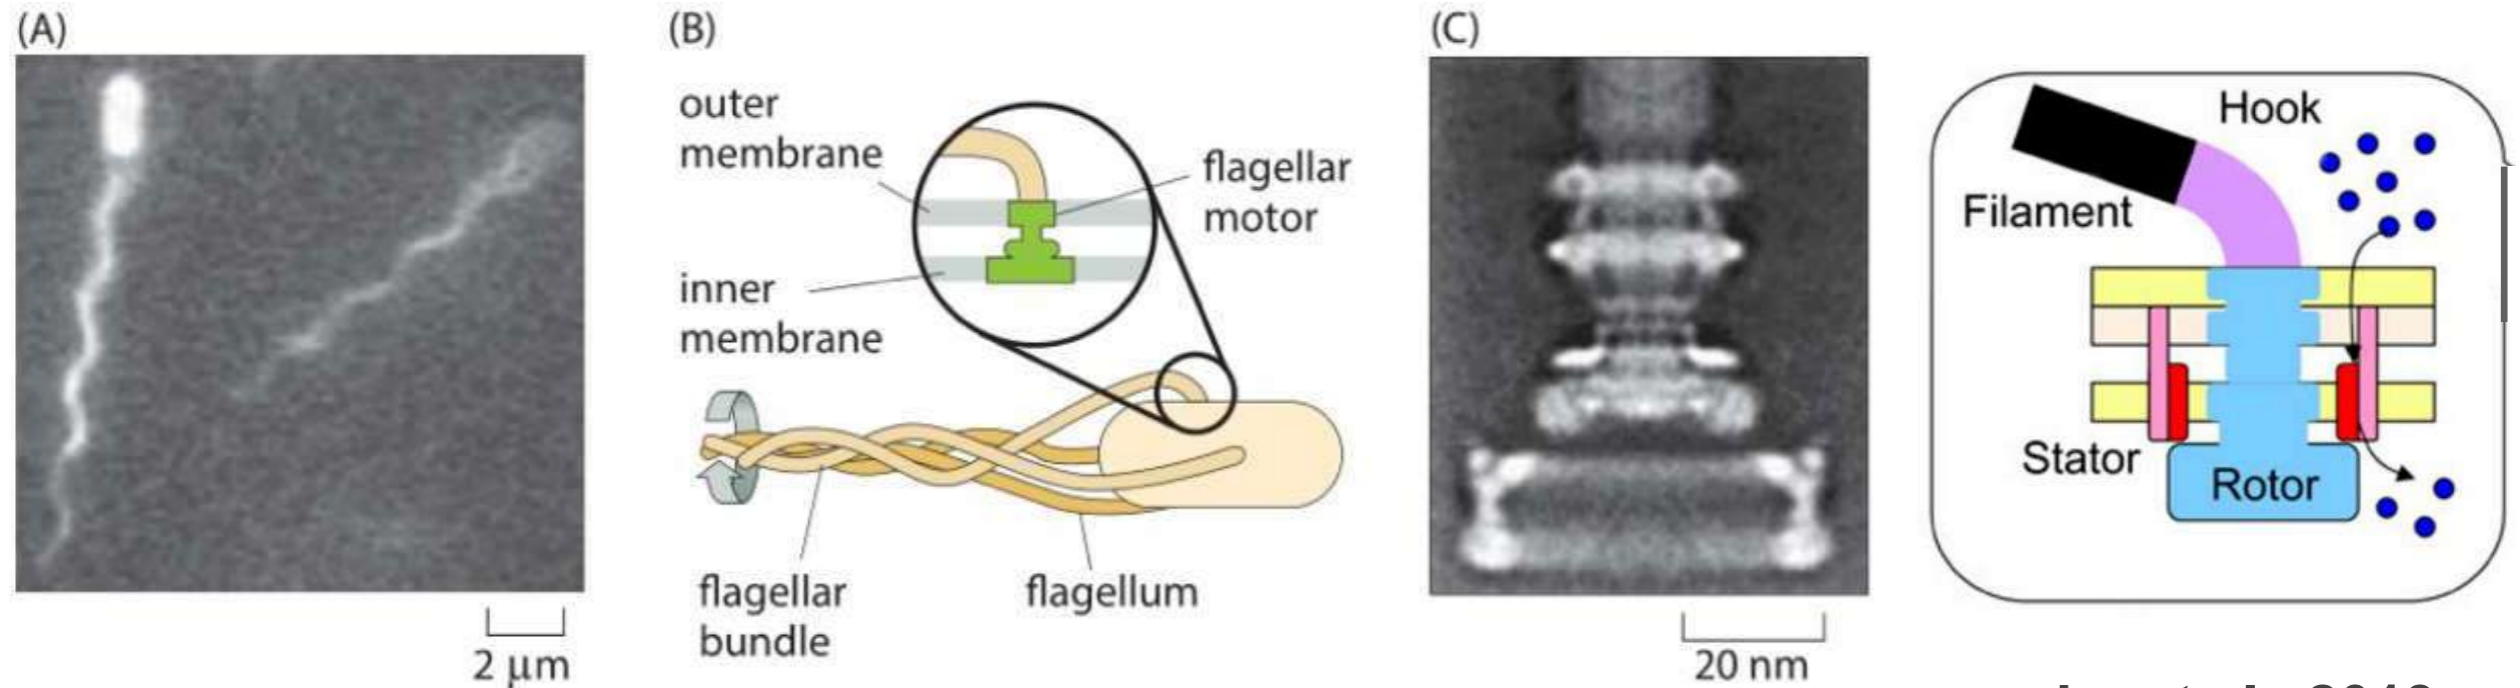 (A)
2 μm
(B)
outer
membrane
flagellar
motor
inner
membrane
flagellar
bundle
flagellum
(C)
20 nm
Hook
Filament
Stator
Rotor